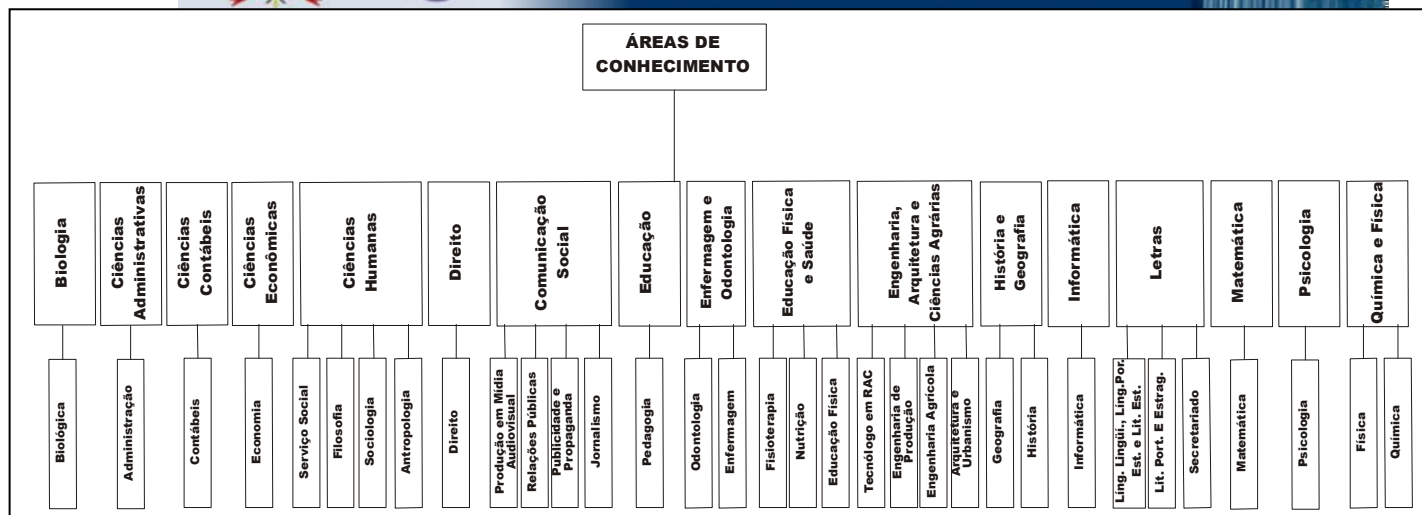 ÁREAS DE
CONHECIMENTO
Biologia
Ciências
Administrativas
Ciências
Contábeis
Ciências
Econômicas
Ciências
Humanas
Direito
Comunicação
Social
Educação
Enfermagem e
Odontologia
Educação Física
e Saúde
Engenharia,
Arquitetura e
Ciências Agrárias
História e
Geografia
Informática
Letras
Matemática
Psicologia
Química e Física
Biológica
Administração
Contábeis
Economia
Serviço Social
Filosofia
Sociologia
Antropologia
Direito
Produção em Mídia
Audiovisual
Relações Públicas
Publicidade e
Propaganda
Jornalismo
Pedagogia
Odontologia
Enfermagem
Fisioterapia
Nutrição
Educação Física
Tecnólogo em RAC
Engenharia de
Produção
Engenharia Agrícola
Arquitetura e
Urbanismo
Geografia
História
Informática
Líng. Lingüi., Líng.Por.
Est. e Lit. Est.
Lit. Port. E Estrag.
Secretariado
Matemática
Psicologia
Física
Química